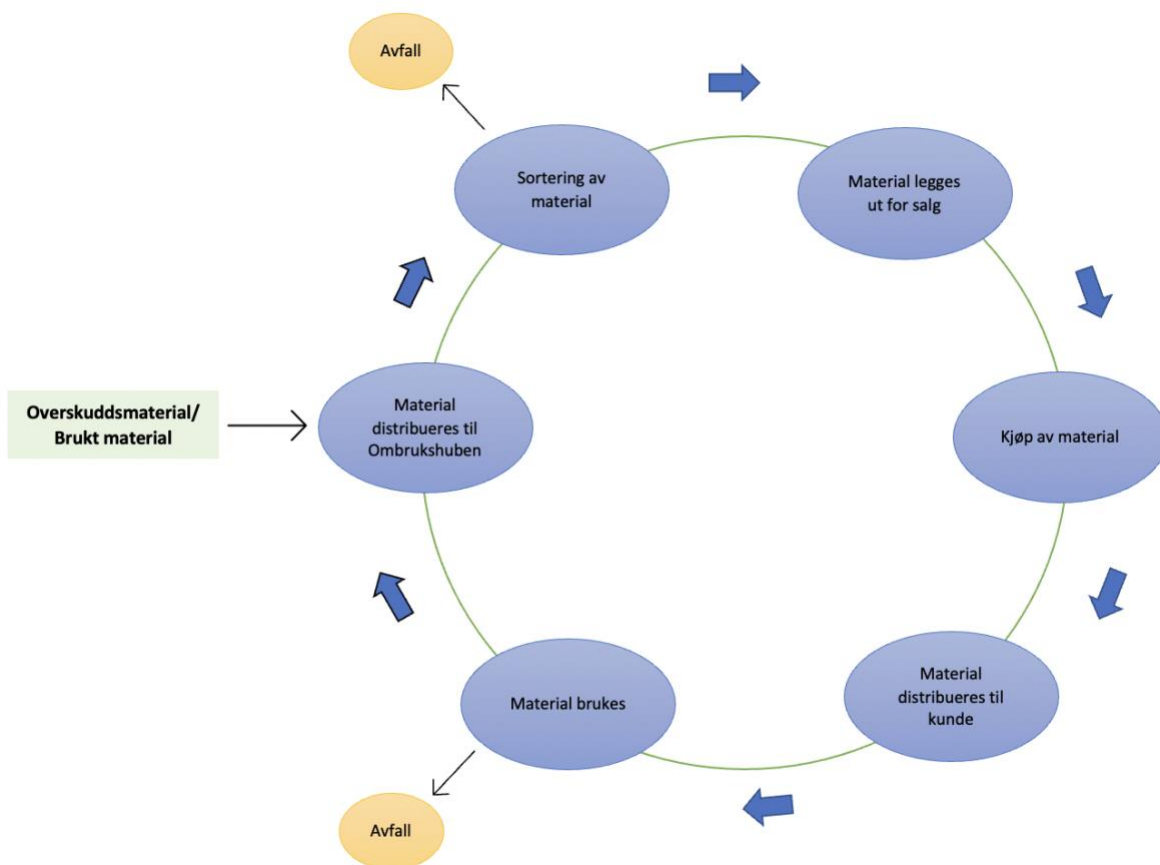 Avfall
Sortering av
material
Material legges
ut for salg
Overskuddsmaterial/
Brukt material
Material
distribueres til
Ombrukshuben
Kjøp av material
Material brukes
Material
distribueres til
kunde
Avfall